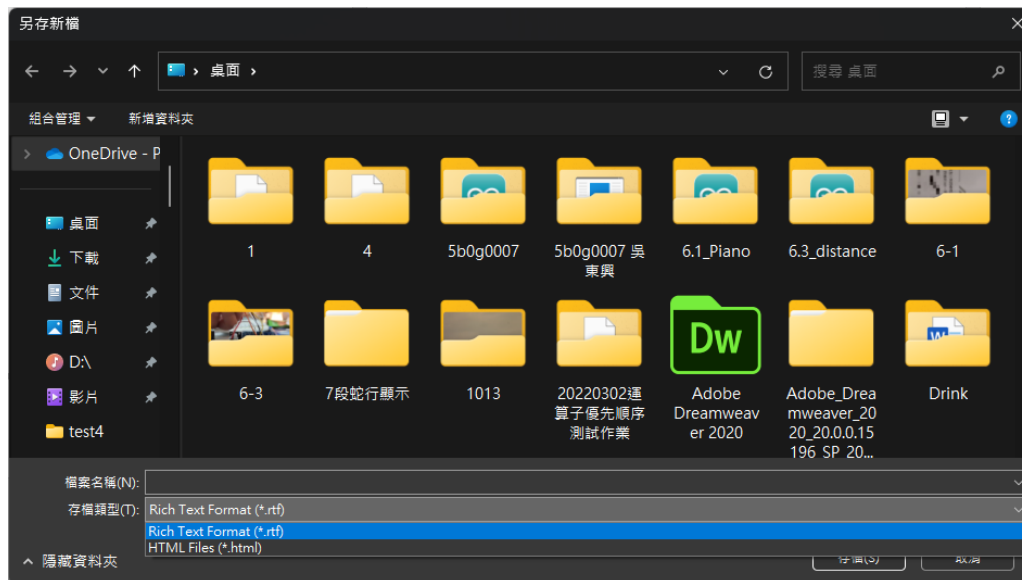 另存新檔
桌面
搜尋 桌面
組合管理
新增資料夾
OneDrive - P
桌面
下載
文件
圖片
D:\
影片
test4
1
4
5b0g0007
5b0g0007 吳
東興
6.1_Piano
6.3_distance
6-1
6-3
7段蛇行顯示
1013
20220302運
算子優先順序
測試作業
Dw
Adobe
Dreamweav
er 2020
Adobe_Drea
mweaver_20
20_20.0.0.15
196_SP_20...
Drink
檔案名稱(N):
存檔類型(T):
Rich Text Format (*.rtf)
Rich Text Format (*.rtf)
HTML Files (*.html)
隱藏資料夾
存檔(S)
取消